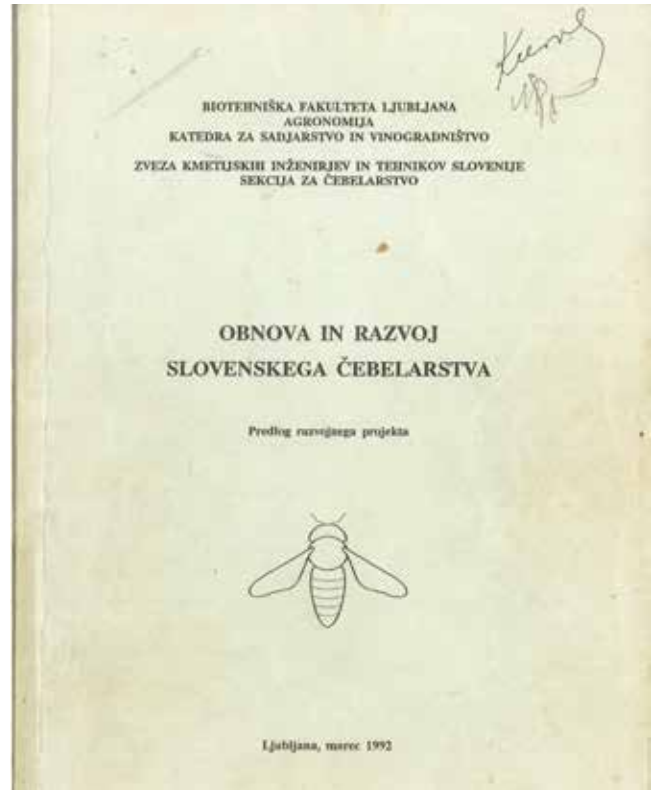 BIOTEHNIŠKA FAKULTETA LJUBLJANA
AGRONOMIJA
KATEDRA ZA SADJARSTVO IN VINOGRADNIŠTVO
ZVEZA KMETIJSKIH INŽENIRJEV IN TEHNIKOV SLOVENIJE
SEKCIJA ZA ČEBELARSTVO
OBNOVA IN RAZVOJ
SLOVENSKEGA ČEBELARSTVA
Predlog razvojnega projekta
Ljubljana, marec 1992